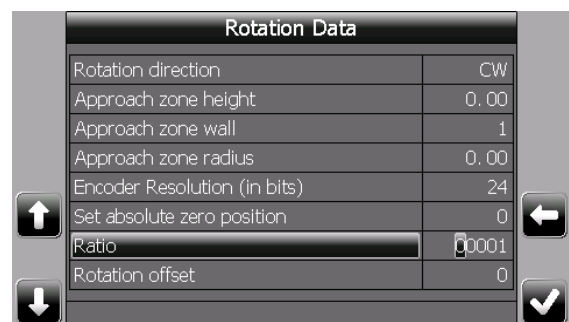 Rotation Data
Rotation direction CW
Approach zone height 0.00
Approach zone wall 1
Approach zone radius 0.00
Encoder Resolution (in bits) 24
Set absolute zero position 0
Ratio 00001
Rotation offset 0